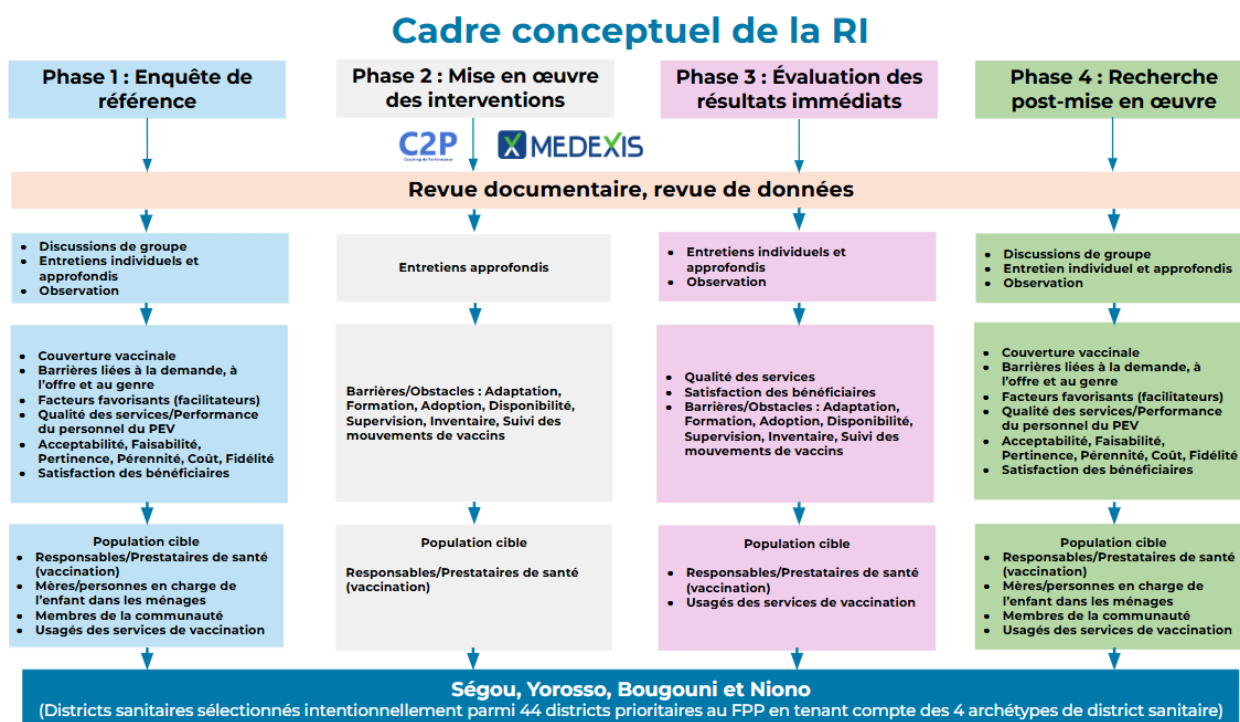 Cadre conceptuel de la RI
Phase 1 : Enquête de
référence
Phase 2 : Mise en œuvre
des interventions
Phase 3 : Évaluation des
résultats immédiats
Phase 4 : Recherche
post-mise en œuvre
C2P
Coaching de Performance
MEDEXIS
Revue documentaire, revue de données
• Discussions de groupe
• Entretiens individuels et
approfondis
• Observation
Entretiens approfondis
• Entretiens individuels et
approfondis
• Observation
• Discussions de groupe
• Entretien individuel et approfondis
• Observation
• Couverture vaccinale
• Barrières liées à la demande, à
l'offre et au genre
• Facteurs favorisants (facilitateurs)
• Qualité des services/Performance
du personnel du PEV
• Acceptabilité, Faisabilité,
Pertinence, Pérennité, Coût, Fidélité
• Satisfaction des bénéficiaires
Barrières/Obstacles : Adaptation,
Formation, Adoption, Disponibilité,
Supervision, Inventaire, Suivi des
mouvements de vaccins
• Qualité des services
• Satisfaction des bénéficiaires
• Barrières/Obstacles : Adaptation,
Formation, Adoption, Disponibilité,
Supervision, Inventaire, Suivi des
mouvements de vaccins
• Couverture vaccinale
• Barrières liées à la demande, à
l'offre et au genre
• Facteurs favorisants (facilitateurs)
• Qualité des services/Performance
du personnel du PEV
• Acceptabilité, Faisabilité,
Pertinence, Pérennité, Coût, Fidélité
• Satisfaction des bénéficiaires
Population cible
• Responsables/Prestataires de santé
(vaccination)
• Mères/personnes en charge de
l'enfant dans les ménages
• Membres de la communauté
• Usagés des services de vaccination
Population cible
Responsables/Prestataires de santé
(vaccination)
Population cible
• Responsables/Prestataires de santé
(vaccination)
• Usagés des services de vaccination
Population cible
• Responsables/Prestataires de santé
(vaccination)
• Mères/personnes en charge de
l'enfant dans les ménages
• Membres de la communauté
• Usagés des services de vaccination
Ségou, Yorosso, Bougouni et Niono
(Districts sanitaires sélectionnés intentionnellement parmi 44 districts prioritaires au FPP en tenant compte des 4 archétypes de district sanitaire)